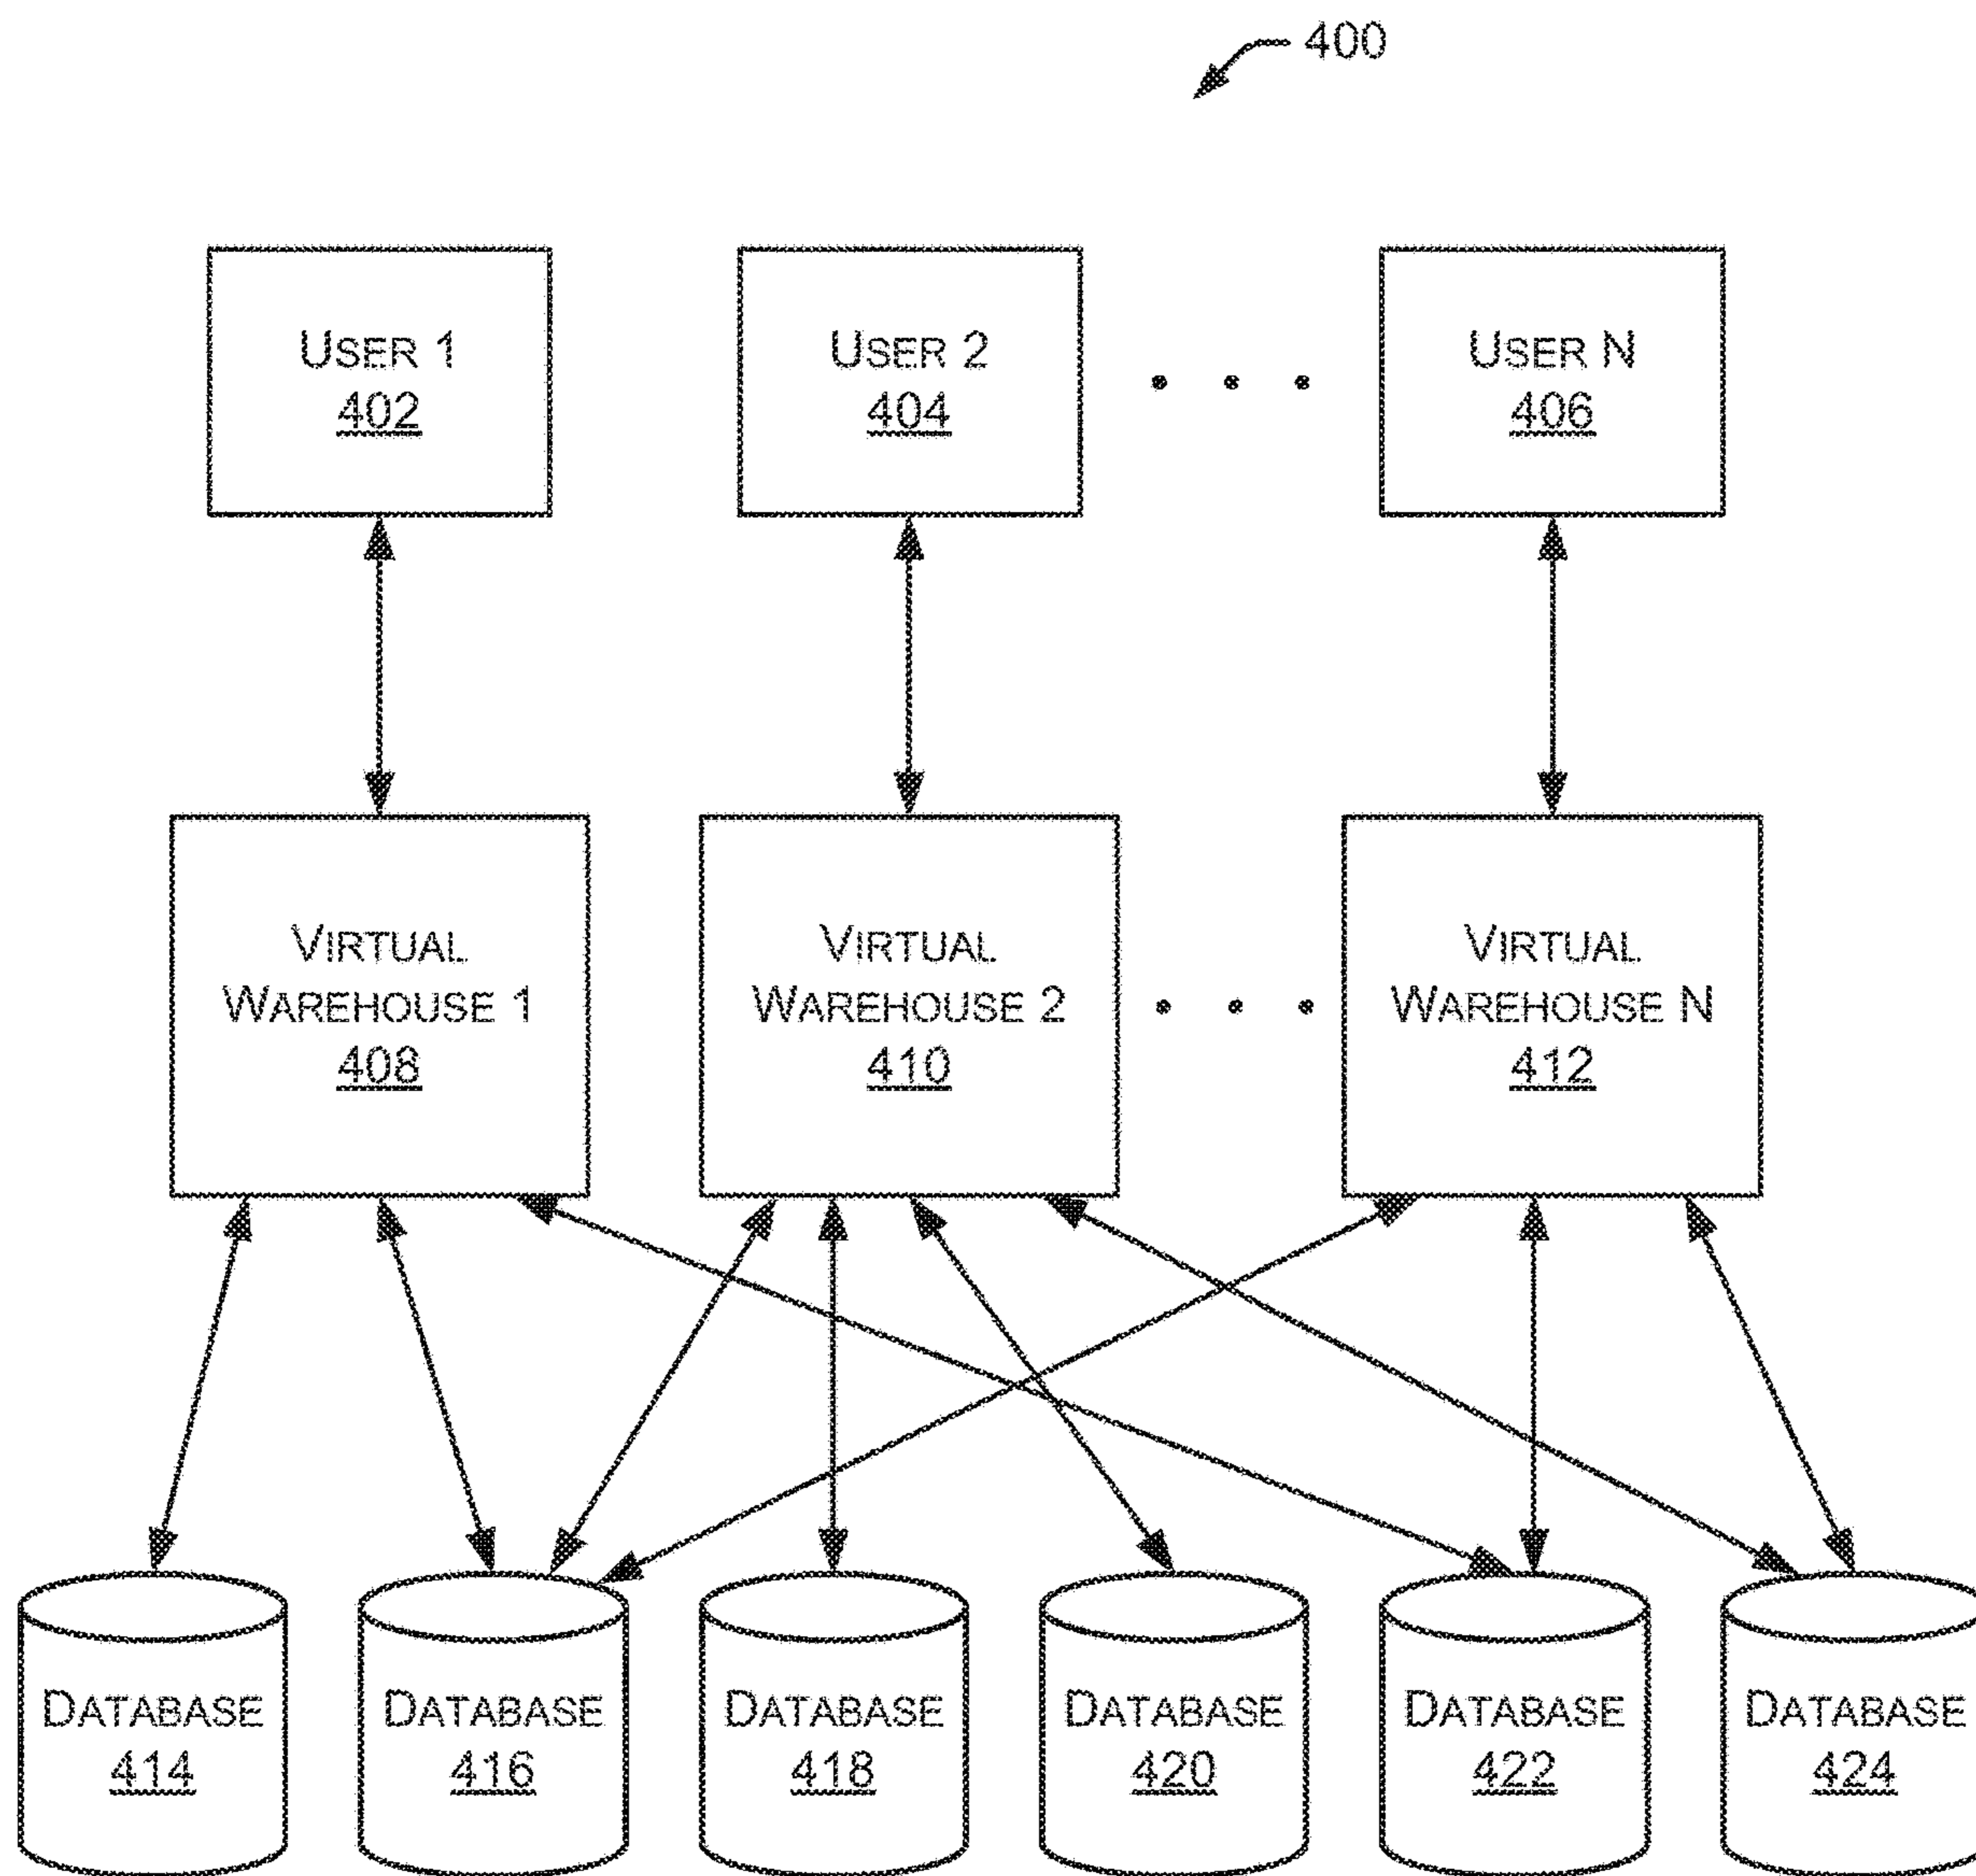 400
USER 1
402
USER 2
404
USER N
406
VIRTUAL
WAREHOUSE 1
408
VIRTUAL
WAREHOUSE 2
410
VIRTUAL
WAREHOUSE N
412
DATABASE
414
DATABASE
416
DATABASE
418
DATABASE
420
DATABASE
422
DATABASE
424